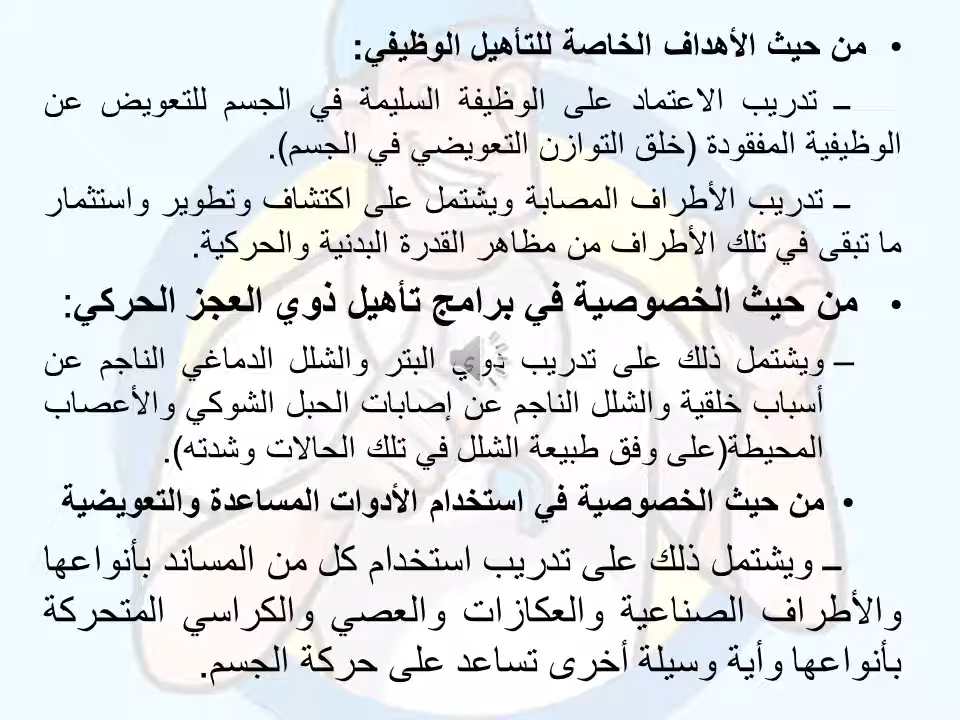 • من حيث الأهداف الخاصة للتأهيل الوظيفي:
ــ تدريب الاعتماد على الوظيفة السليمة في الجسم للتعويض عن
الوظيفية المفقودة (خلق التوازن التعويضي في الجسم).
ــ تدريب الأطراف المصابة ويشتمل على اكتشاف وتطوير واستثمار
ما تبقى في تلك الأطراف من مظاهر القدرة البدنية والحركية.
• من حيث الخصوصية في برامج تأهيل ذوي العجز الحركي:
– ويشتمل ذلك على تدريب ذوي البتر والشلل الدماغي الناجم عن
أسباب خلقية والشلل الناجم عن إصابات الحبل الشوكي والأعصاب
المحيطة(على وفق طبيعة الشلل في تلك الحالات وشدته).
• من حيث الخصوصية في استخدام الأدوات المساعدة والتعويضية
ــ ويشتمل ذلك على تدريب استخدام كل من المساند بأنواعها
والأطراف الصناعية والعكازات والعصي والكراسي المتحركة
بأنواعها وأية وسيلة أخرى تساعد على حركة الجسم.